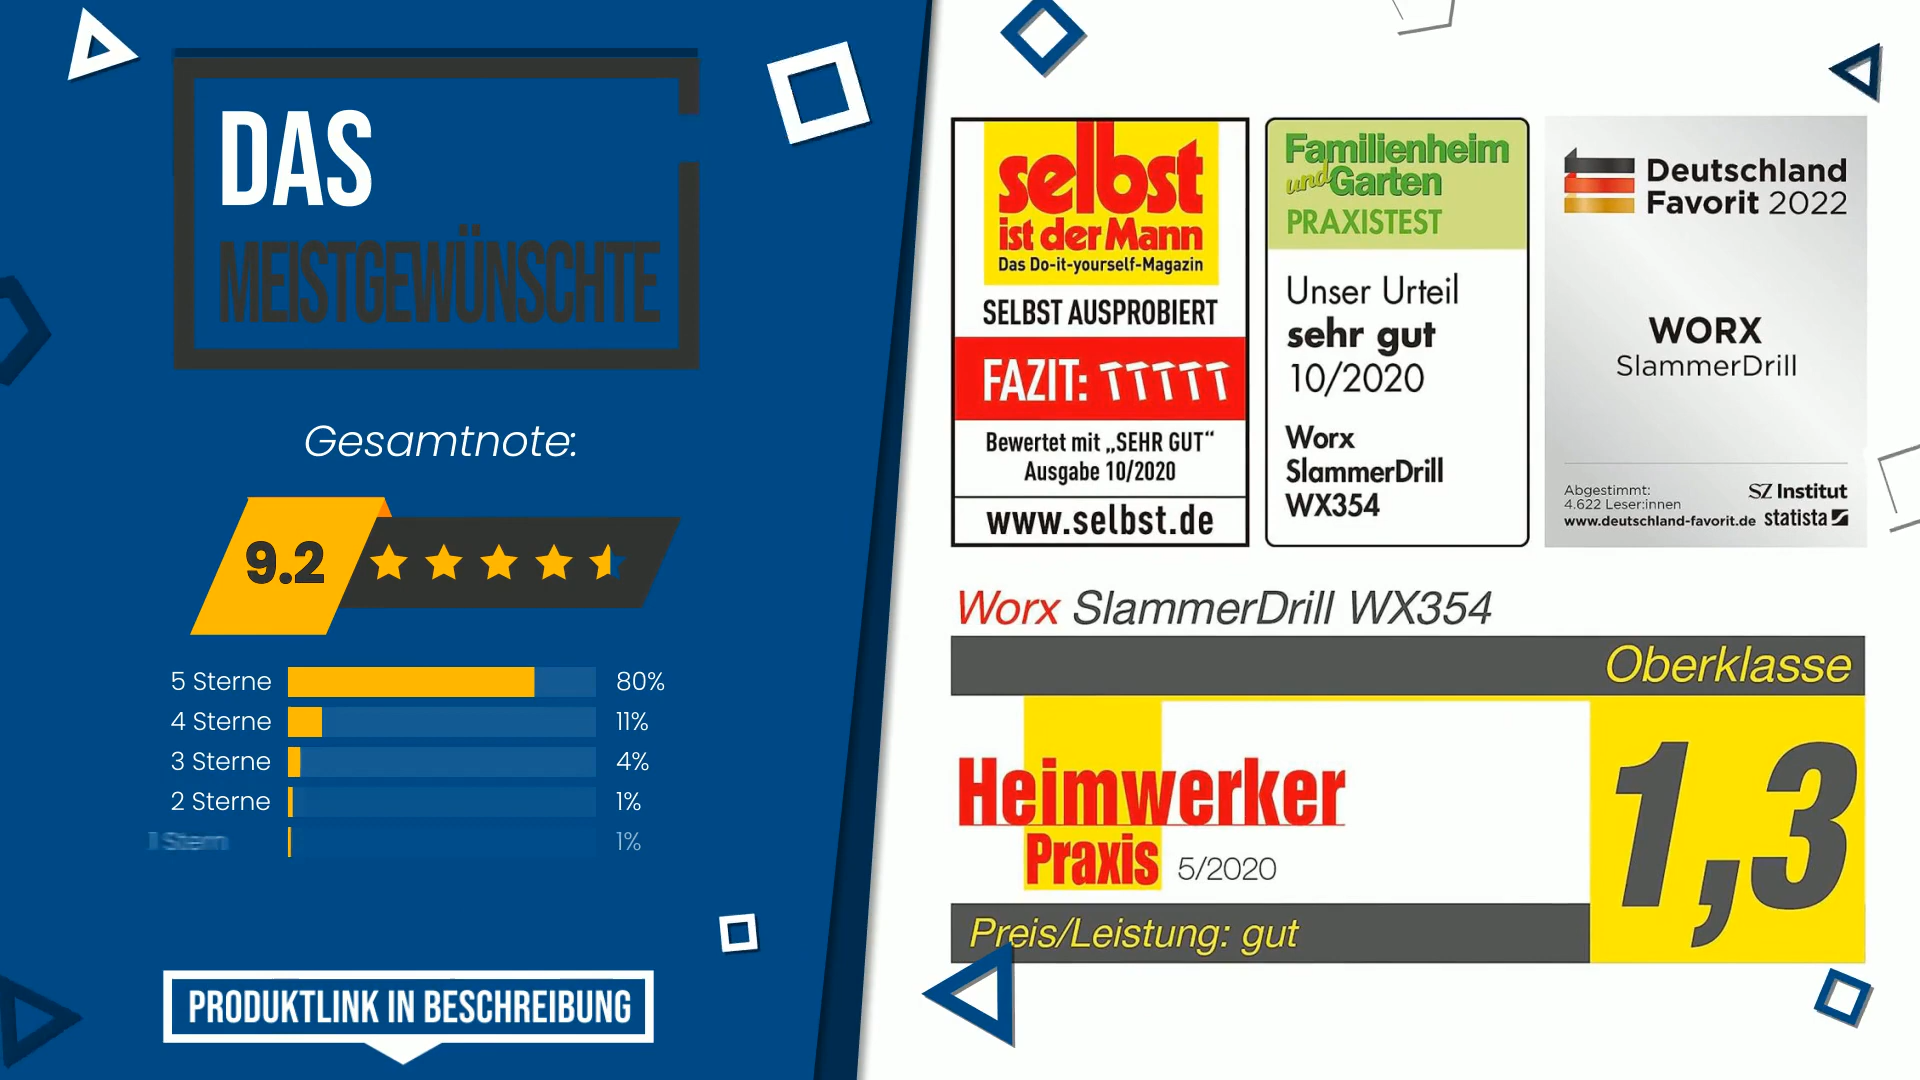 DAS
MEISTGEWÜNSCHTE
Gesamtnote:
9.2
5 Sterne 80%
4 Sterne 11%
3 Sterne 4%
2 Sterne 1%
1 Stern 1%
PRODUKTLINK IN BESCHREIBUNG
selbst
ist der Mann
Das Do-it-yourself-Magazin
SELBST AUSPROBIERT
FAZIT:
Bewertet mit „SEHR GUT“
Ausgabe 10/2020
www.selbst.de
Familienheim
und Garten
PRAXISTEST
Unser Urteil
sehr gut
10/2020
Worx
SlammerDrill
WX354
Deutschland
Favorit 2022
WORX
SlammerDrill
Abgestimmt:
4.622 Leser:innen
www.deutschland-favorit.de
SZ Institut
statista
Worx SlammerDrill WX354
Oberklasse
Heimwerker
Praxis 5/2020
1,3
Preis/Leistung: gut